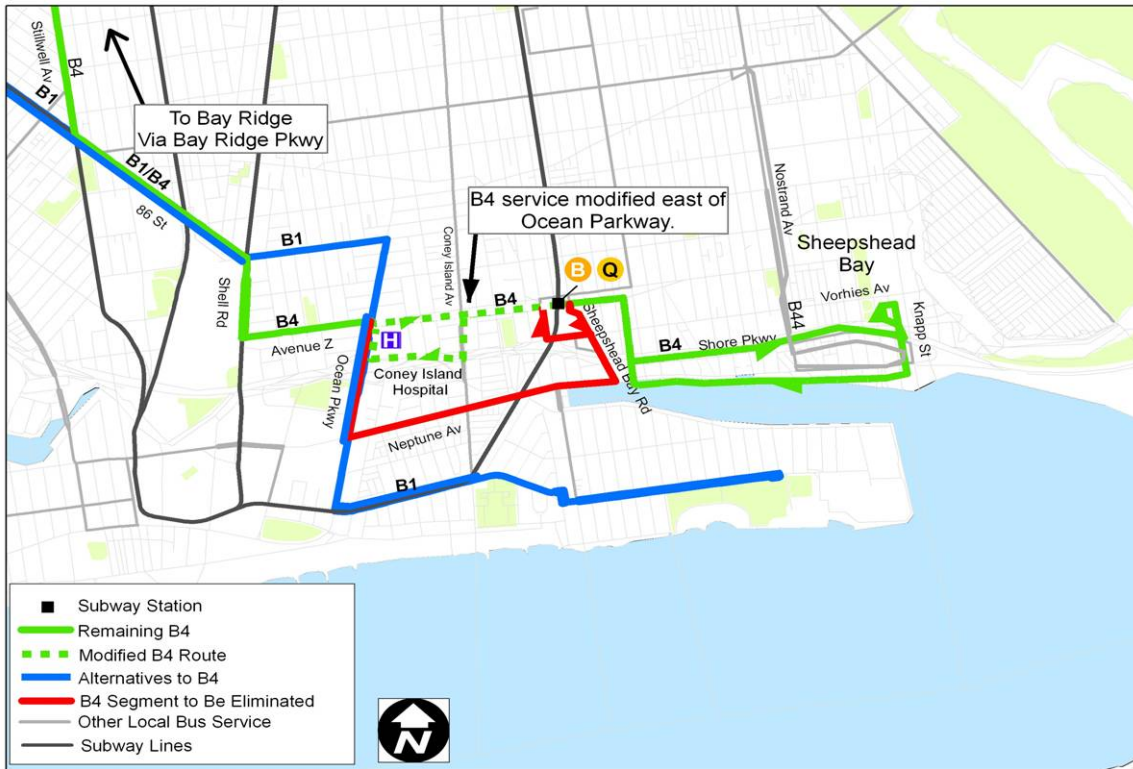 Stillwell Av
B4
B1
To Bay Ridge
Via Bay Ridge Pkwy
B1/B4
86 St
B4 service modified east of
Ocean Parkway.
Nostrand Av
Coney Island Av
B1
B Q
Sheepshead
Bay
Vorhies Av
Shell Rd
B4
B4
Avenue Z
H
Coney Island
Hospital
Ocean Pkwy
Sheepshead Bay Rd
B4
Shore Pkwy
B44
Knapp St
Neptune Av
B1
Subway Station
Remaining B4
Modified B4 Route
Alternatives to B4
B4 Segment to Be Eliminated
Other Local Bus Service
Subway Lines
N